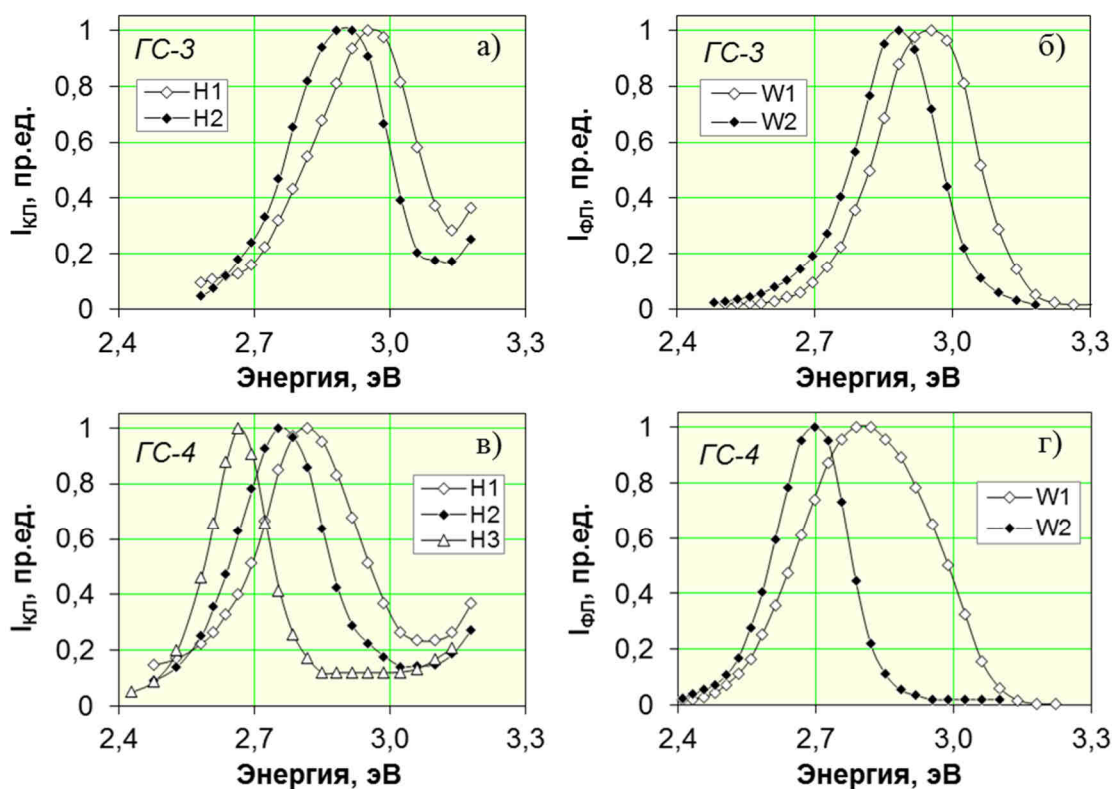 ГС-3
а)
H1
H2
Iкл, пр.ед.
1
0,8
0,6
0,4
0,2
0
2,4 2,7 3,0 3,3
Энергия, эВ
ГС-3
б)
W1
W2
Iфл, пр.ед.
1
0,8
0,6
0,4
0,2
0
2,4 2,7 3,0 3,3
Энергия, эВ
ГС-4
в)
H1
H2
H3
Iкл, пр.ед.
1
0,8
0,6
0,4
0,2
0
2,4 2,7 3,0 3,3
Энергия, эВ
ГС-4
г)
W1
W2
Iфл, пр.ед.
1
0,8
0,6
0,4
0,2
0
2,4 2,7 3,0 3,3
Энергия, эВ